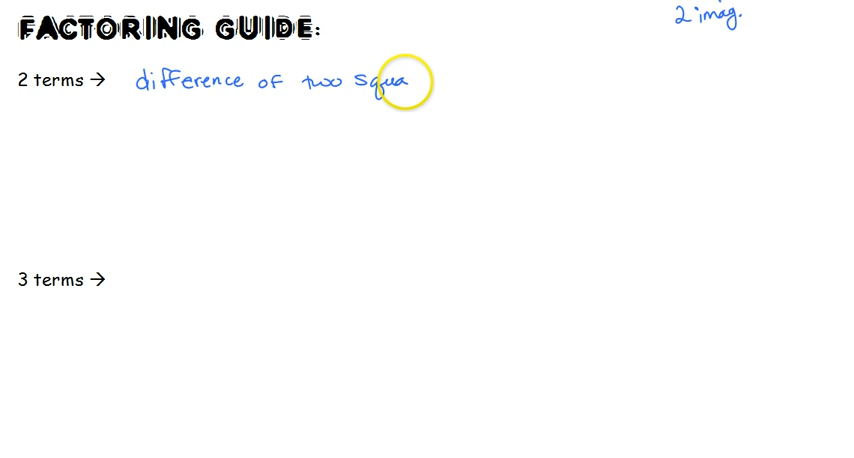 2 imag.
FACTORING GUIDE:
2 terms → difference of two squa
3 terms →